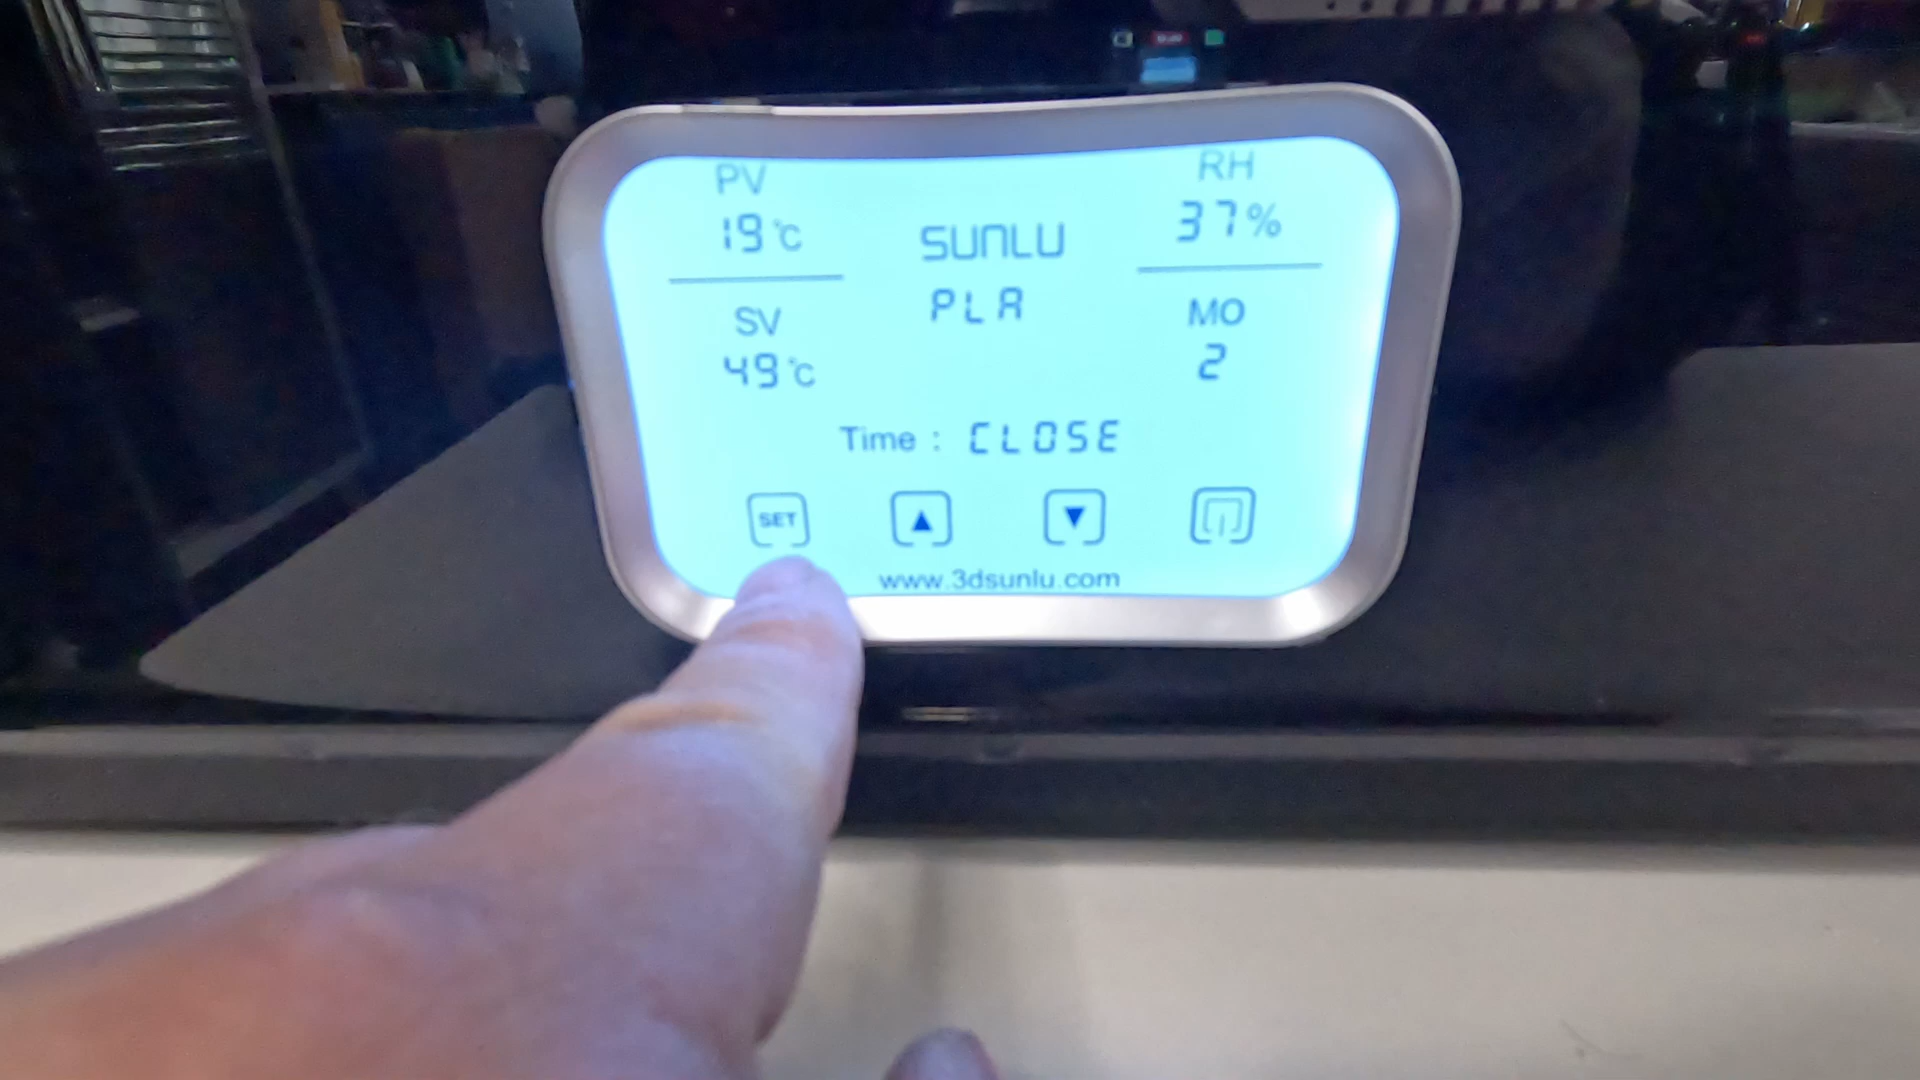 PV
19 °C
SV
49 °C
SUNLU
PLA
RH
37%
MO
2
Time : CLOSE
SET
www.3dsunlu.com